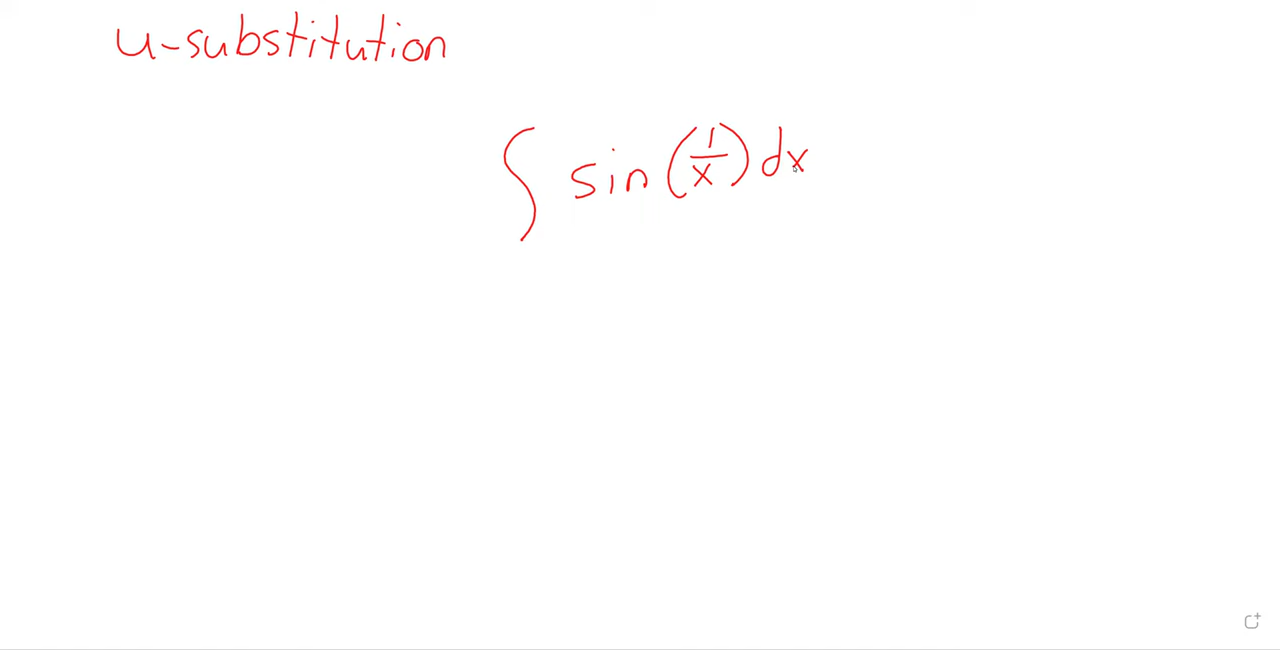 u-substitution
∫ sin(1/x) dx